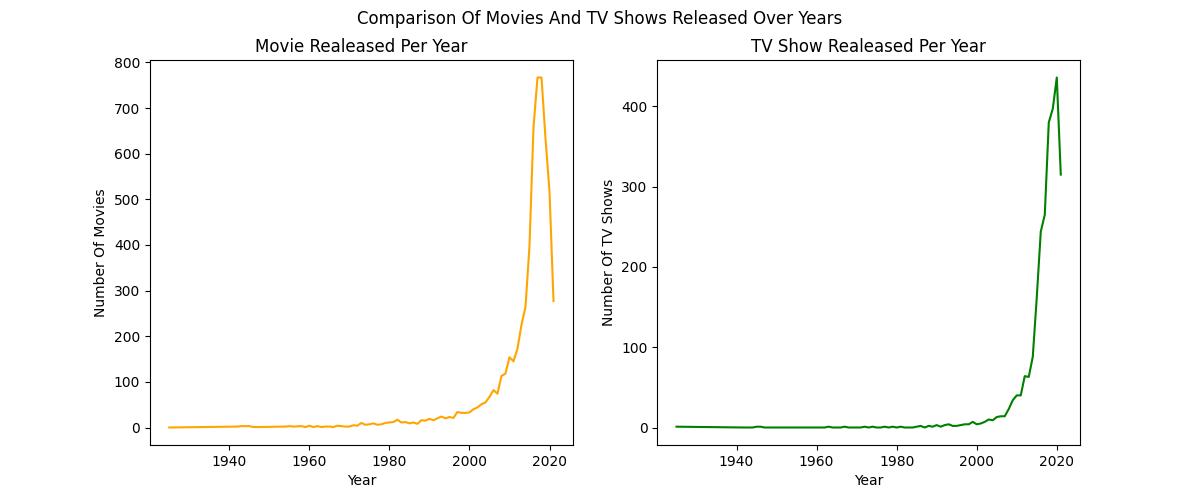 Comparison Of Movies And TV Shows Released Over Years
Movie Realeased Per Year
800
700
600
500
400
300
200
100
0
Number Of Movies
1940 1960 1980 2000 2020
Year
TV Show Realeased Per Year
400
300
200
100
0
Number Of TV Shows
1940 1960 1980 2000 2020
Year